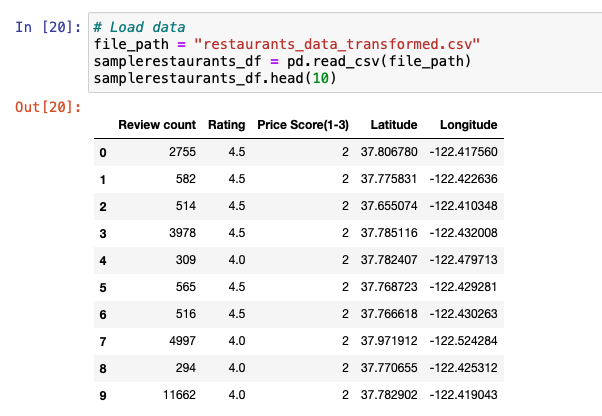 In [20]: # Load data
file_path = "restaurants_data_transformed.csv"
samplerestaurants_df = pd.read_csv(file_path)
samplerestaurants_df.head(10)
Out[20]:
Review count Rating Price Score(1-3) Latitude Longitude
0 2755 4.5 2 37.806780 -122.417560
1 582 4.5 2 37.775831 -122.422636
2 514 4.5 2 37.655074 -122.410348
3 3978 4.5 2 37.785116 -122.432008
4 309 4.0 2 37.782407 -122.479713
5 565 4.5 2 37.768723 -122.429281
6 516 4.5 2 37.766618 -122.430263
7 4997 4.0 2 37.971912 -122.524284
8 294 4.0 2 37.770655 -122.425312
9 11662 4.0 2 37.782902 -122.419043